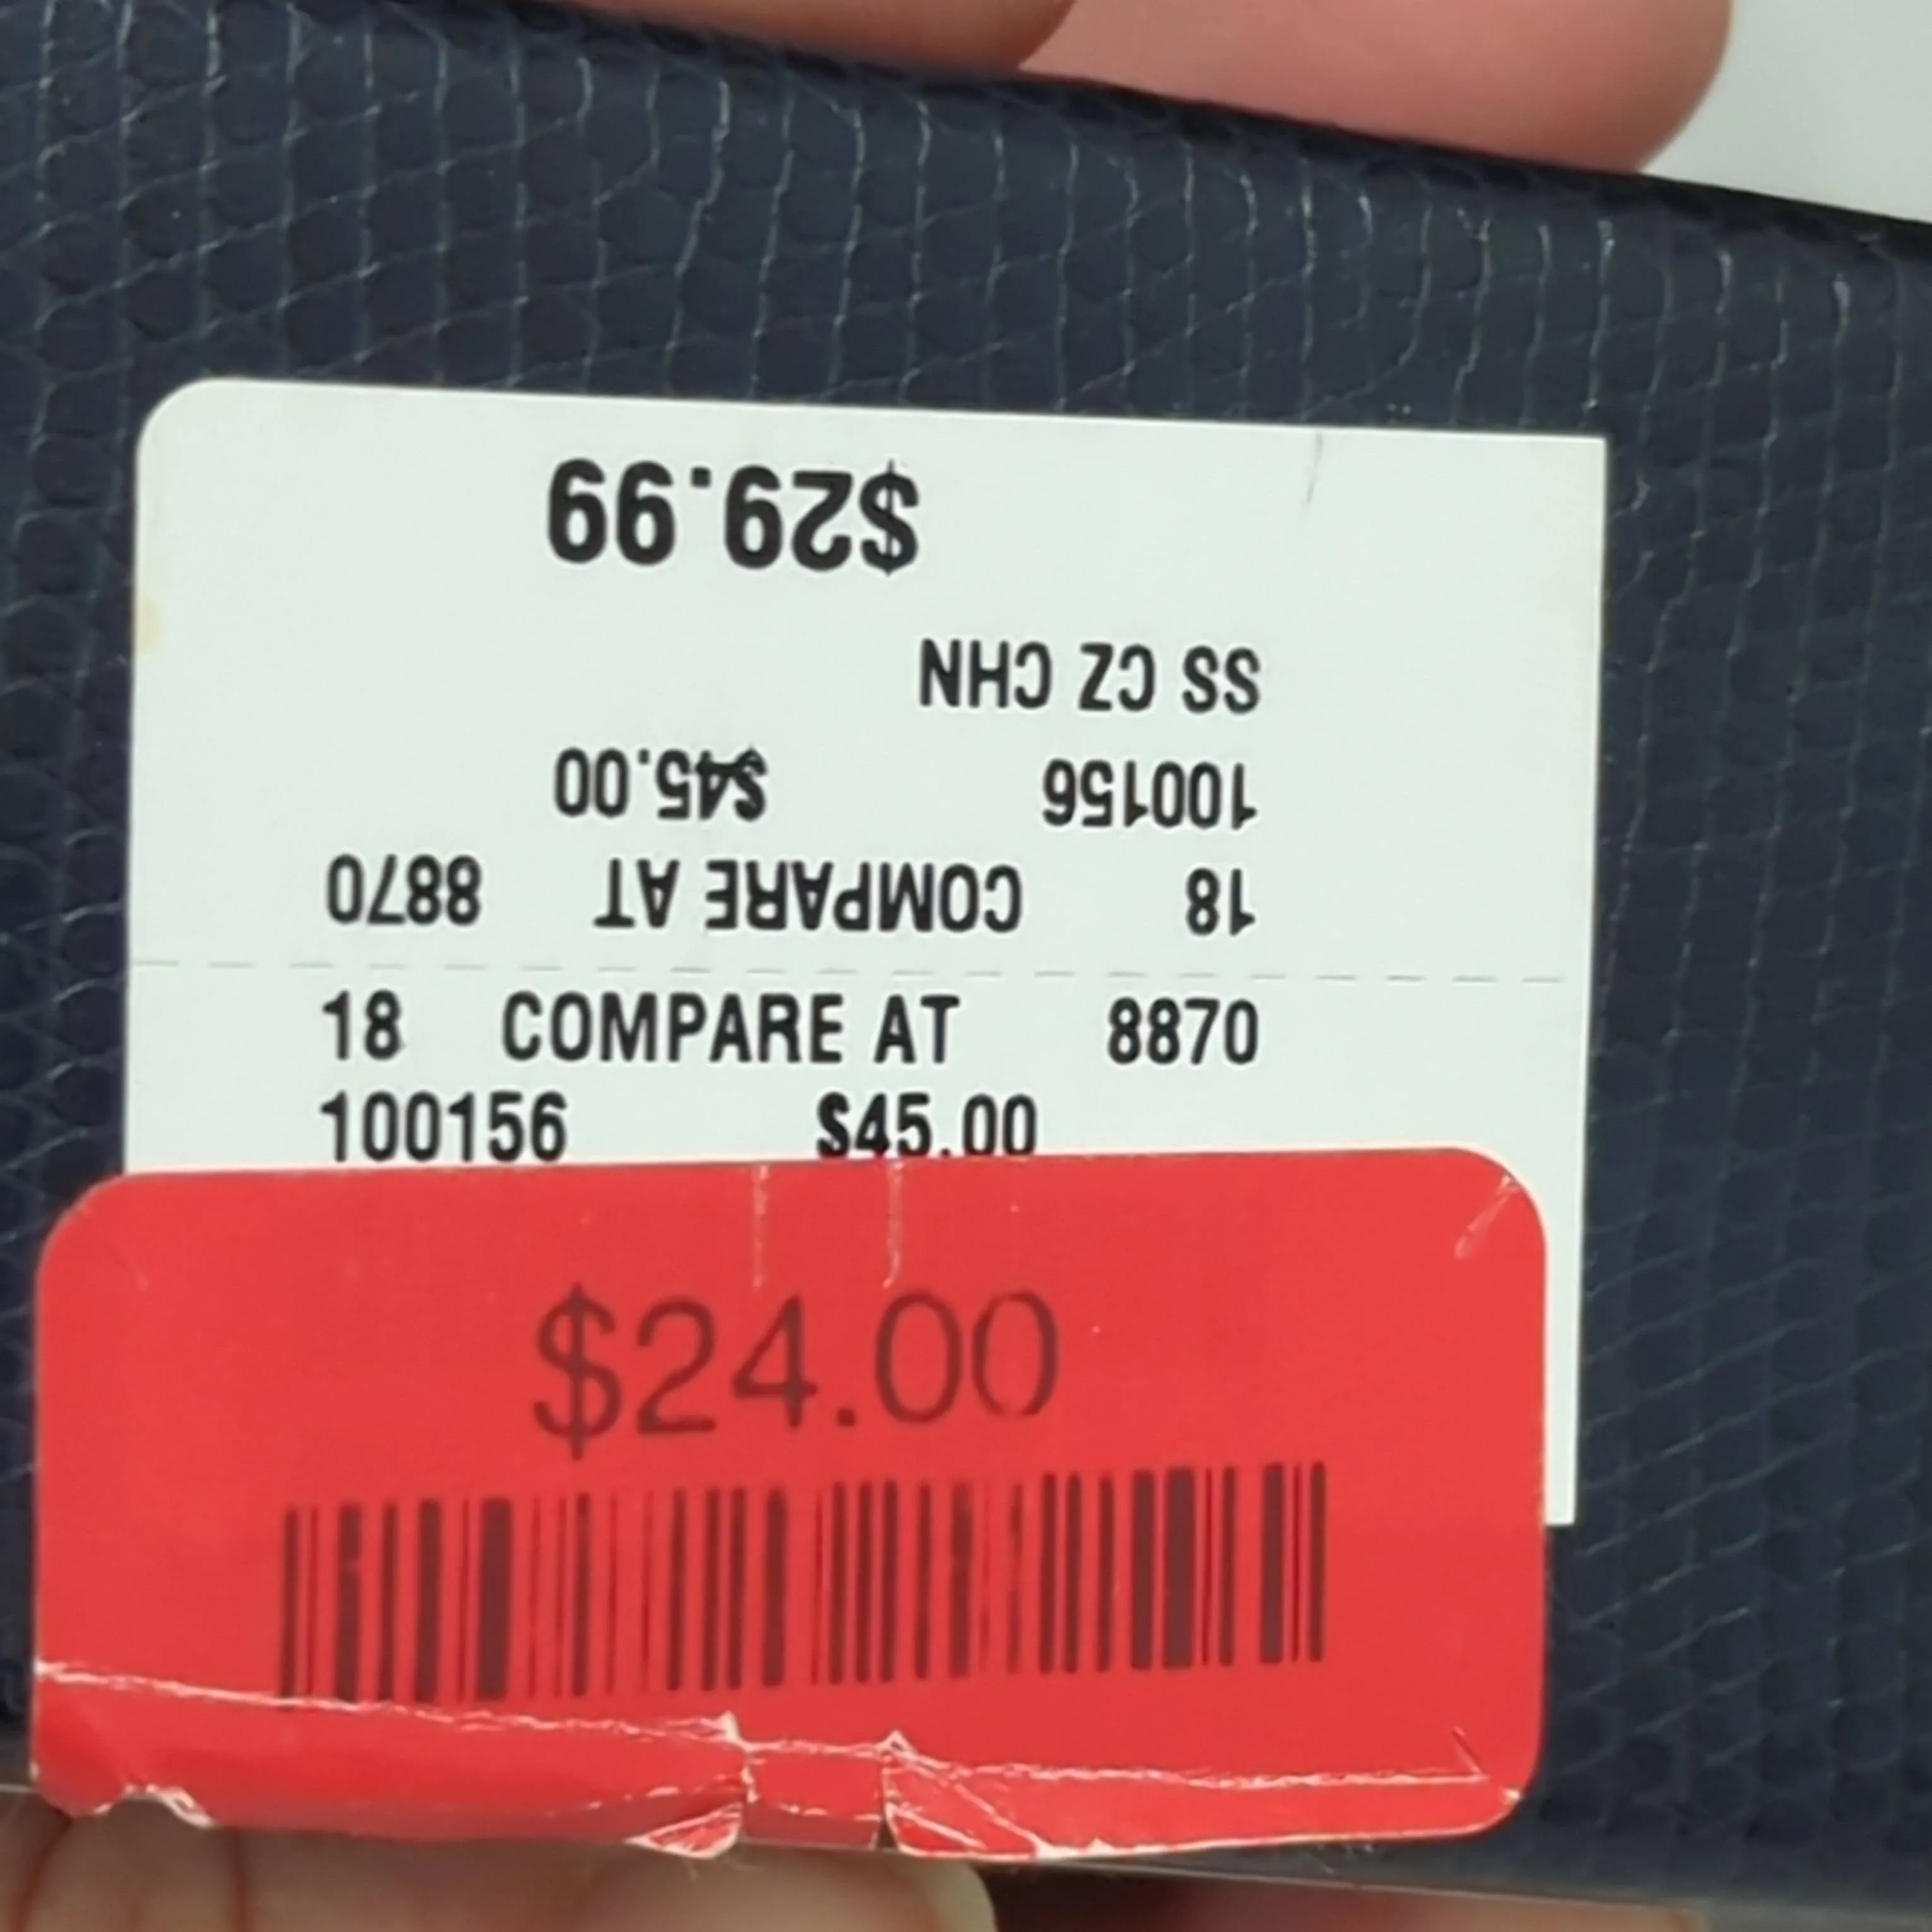 $29.99
SS CZ CHN
100156 $45.00
18 COMPARE AT 8870
18 COMPARE AT 8870
100156 $45.00
$24.00